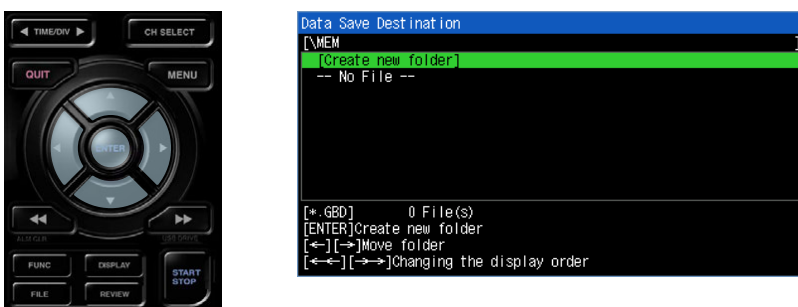 ◀ TIME/DIV ▶
CH SELECT
QUIT
MENU
ENTER
◀◀
▶▶
ALM CLR
USB DRIVE
FUNC
DISPLAY
START
STOP
FILE
REVIEW
Data Save Destination
[\MEM ]
[Create new folder]
-- No File --
[*.GBD] 0 File(s)
[ENTER]Create new folder
[←][→]Move folder
[←←][→→]Changing the display order